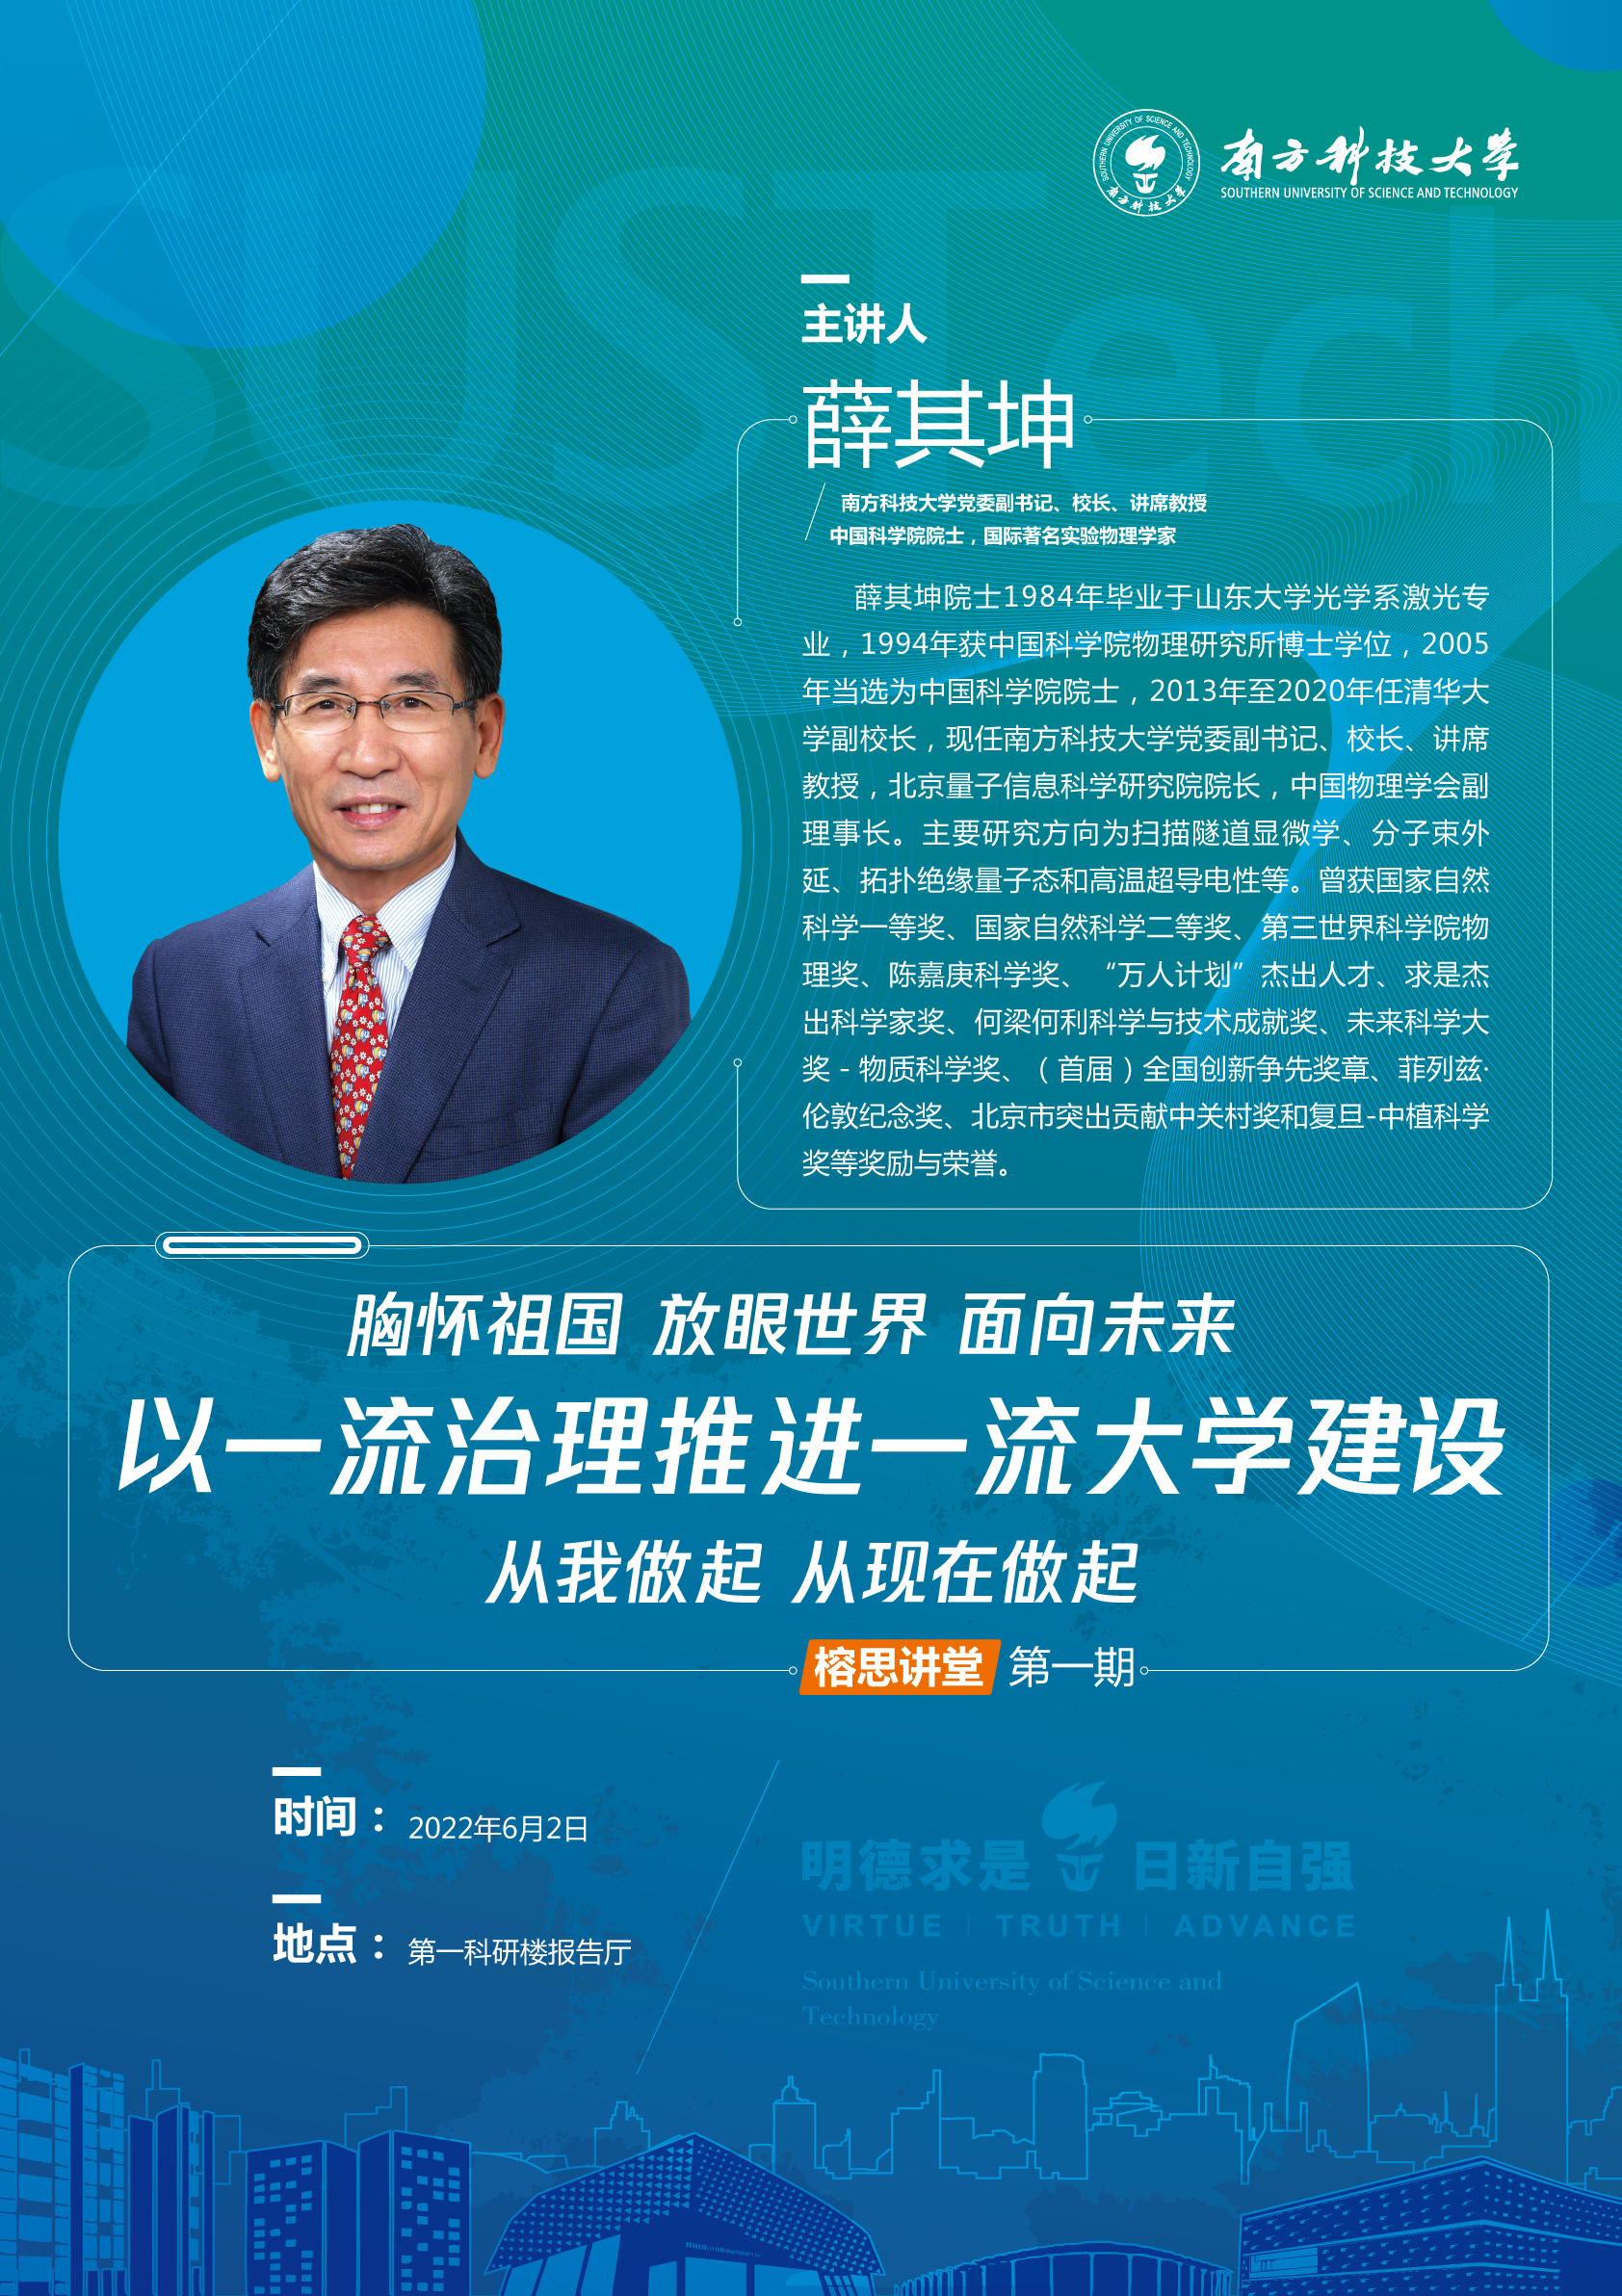 SOUTHERN UNIVERSITY OF SCIENCE AND TECHNOLOGY
南方科技大学
南方科技大学
SOUTHERN UNIVERSITY OF SCIENCE AND TECHNOLOGY
SUSTech
主讲人
薛其坤
南方科技大学党委副书记、校长、讲席教授
中国科学院院士，国际著名实验物理学家
薛其坤院士1984年毕业于山东大学光学系激光专
业，1994年获中国科学院物理研究所博士学位，2005
年当选为中国科学院院士，2013年至2020年任清华大
学副校长，现任南方科技大学党委副书记、校长、讲席
教授，北京量子信息科学研究院院长，中国物理学会副
理事长。主要研究方向为扫描隧道显微学、分子束外
延、拓扑绝缘量子态和高温超导电性等。曾获国家自然
科学一等奖、国家自然科学二等奖、第三世界科学院物
理奖、陈嘉庚科学奖、“万人计划”杰出人才、求是杰
出科学家奖、何梁何利科学与技术成就奖、未来科学大
奖 - 物质科学奖、（首届）全国创新争先奖章、菲列兹·
伦敦纪念奖、北京市突出贡献中关村奖和复旦-中植科学
奖等奖励与荣誉。
胸怀祖国 放眼世界 面向未来
以一流治理推进一流大学建设
从我做起 从现在做起
榕思讲堂 第一期
时间：2022年6月2日
地点：第一科研楼报告厅
明德求是 日新自强
VIRTUE | TRUTH | ADVANCE
Southern University of Science and
Technology